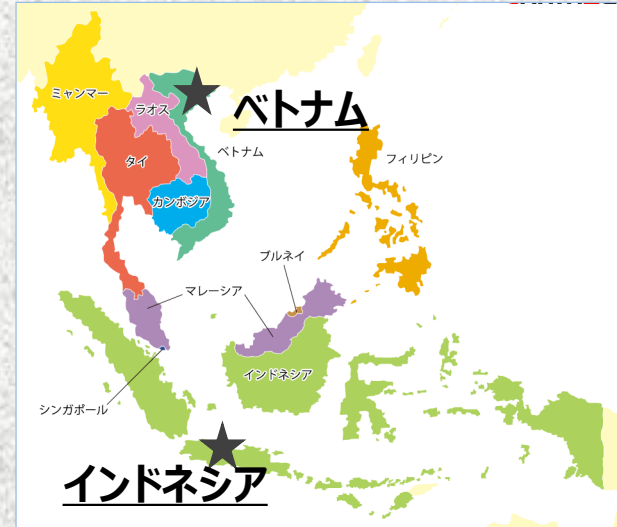 ミャンマー
ラオス
ベトナム
ベトナム
タイ
フィリピン
カンボジア
ブルネイ
マレーシア
インドネシア
シンガポール
インドネシア